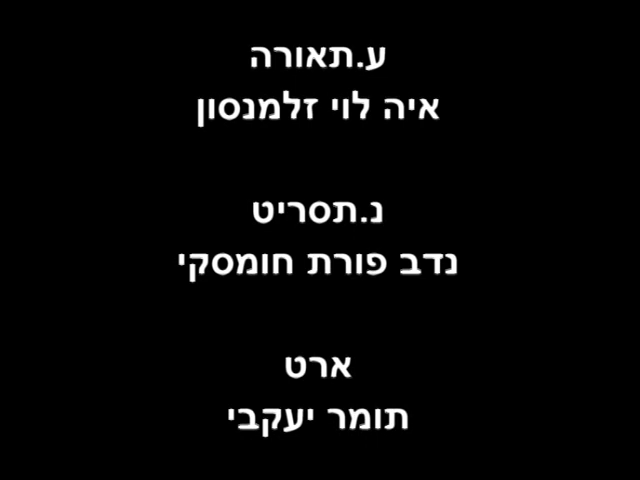 ע.תאורה
איה לוי זלמנסון
נ.תסריט
נדב פורת חומסקי
ארט
תומר יעקבי